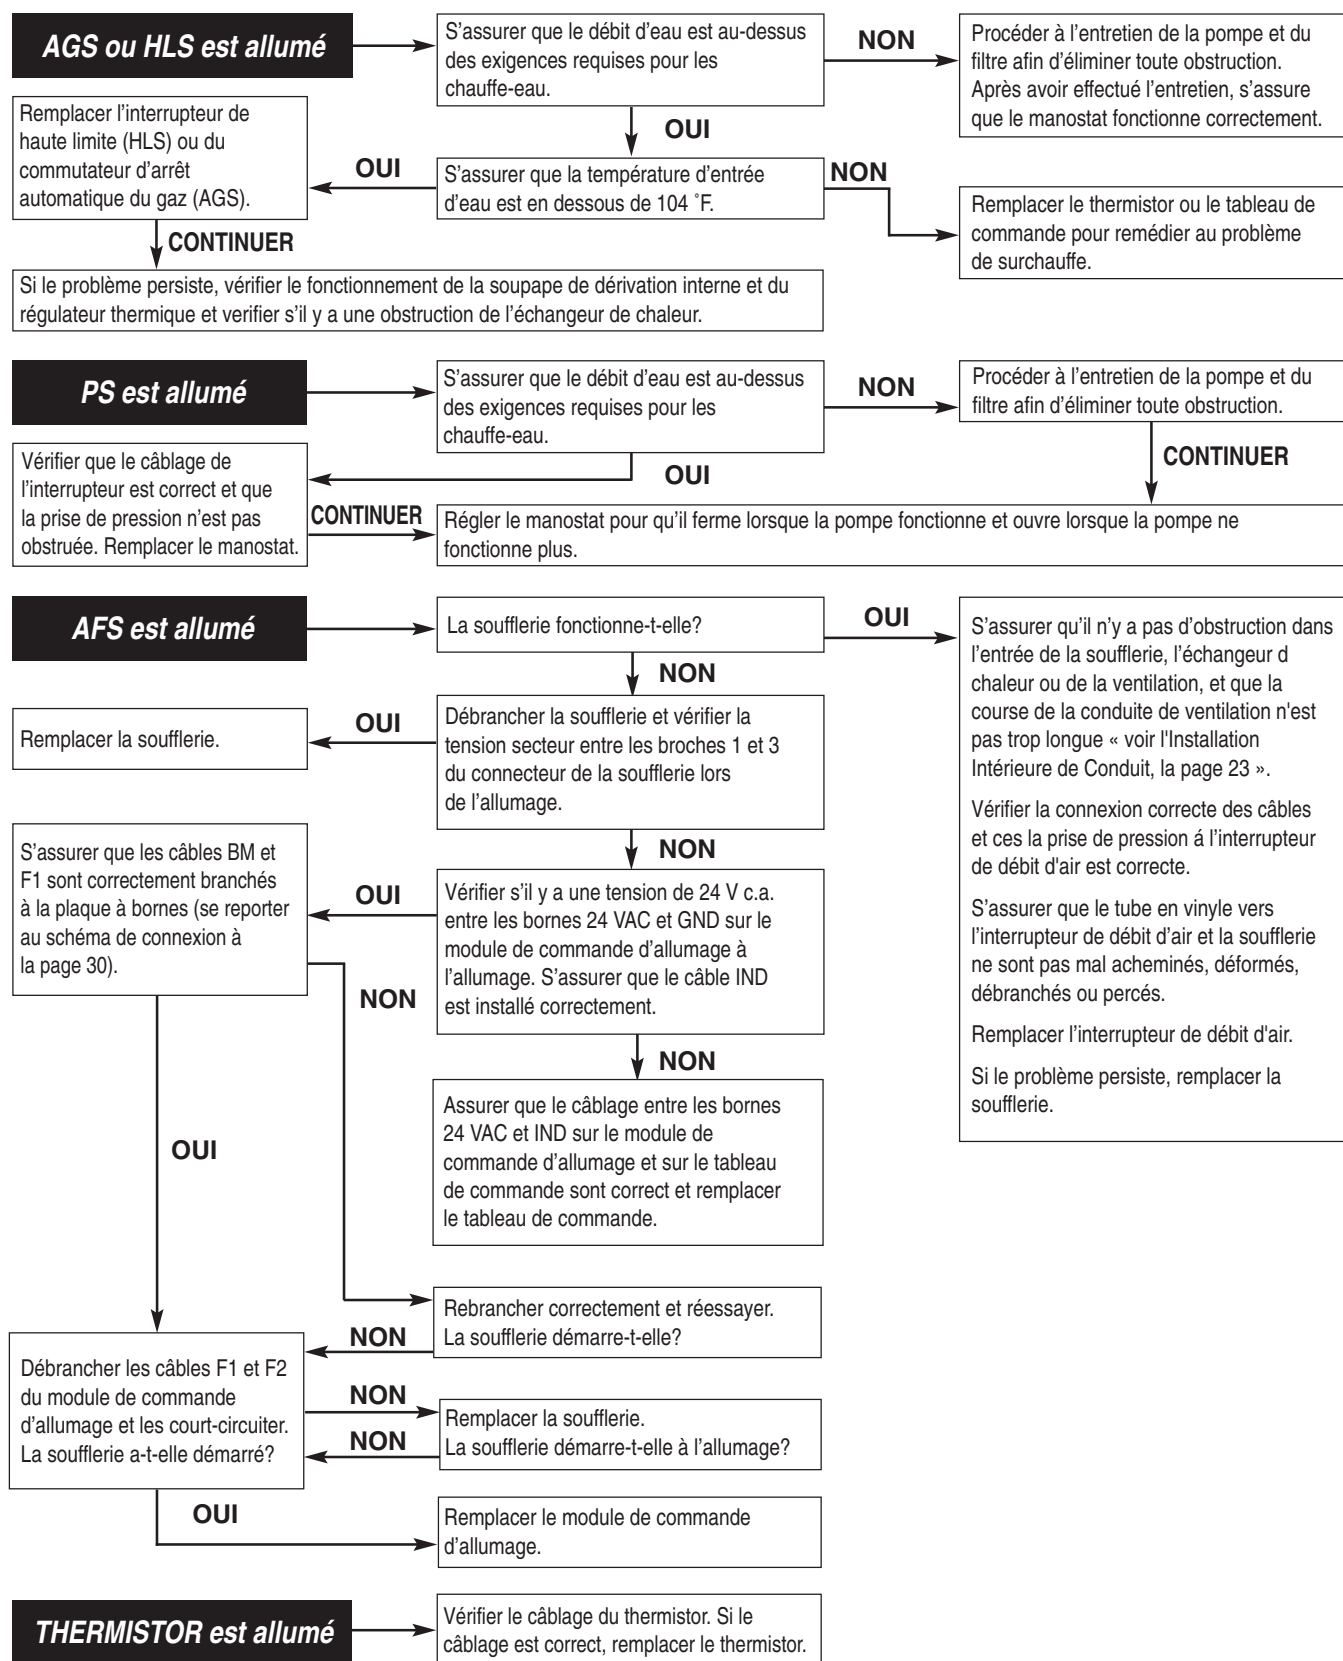 AGS ou HLS est allumé
S'assurer que le débit d'eau est au-dessus
des exigences requises pour les
chauffe-eau.
NON
Procéder à l'entretien de la pompe et du
filtre afin d'éliminer toute obstruction.
Après avoir effectué l'entretien, s'assure
que le manostat fonctionne correctement.
OUI
Remplacer l'interrupteur de
haute limite (HLS) ou du
commutateur d'arrêt
automatique du gaz (AGS).
OUI
S'assurer que la température d'entrée
d'eau est en dessous de 104 ˚F.
NON
Remplacer le thermistor ou le tableau de
commande pour remédier au problème
de surchauffe.
CONTINUER
Si le problème persiste, vérifier le fonctionnement de la soupape de dérivation interne et du
régulateur thermique et verifier s'il y a une obstruction de l'échangeur de chaleur.
PS est allumé
S'assurer que le débit d'eau est au-dessus
des exigences requises pour les
chauffe-eau.
NON
Procéder à l'entretien de la pompe et du
filtre afin d'éliminer toute obstruction.
OUI
CONTINUER
Vérifier que le câblage de
l'interrupteur est correct et que
la prise de pression n'est pas
obstruée. Remplacer le manostat.
CONTINUER
Régler le manostat pour qu'il ferme lorsque la pompe fonctionne et ouvre lorsque la pompe ne
fonctionne plus.
AFS est allumé
La soufflerie fonctionne-t-elle?
OUI
S'assurer qu'il n'y a pas d'obstruction dans
l'entrée de la soufflerie, l'échangeur d
chaleur ou de la ventilation, et que la
course de la conduite de ventilation n'est
pas trop longue « voir l'Installation
Intérieure de Conduit, la page 23 ».
Vérifier la connexion correcte des câbles
et ces la prise de pression á l'interrupteur
de débit d'air est correcte.
S'assurer que le tube en vinyle vers
l'interrupteur de débit d'air et la soufflerie
ne sont pas mal acheminés, déformés,
débranchés ou percés.
Remplacer l'interrupteur de débit d'air.
Si le problème persiste, remplacer la
soufflerie.
NON
Remplacer la soufflerie.
OUI
Débrancher la soufflerie et vérifier la
tension secteur entre les broches 1 et 3
du connecteur de la soufflerie lors
de l'allumage.
NON
S'assurer que les câbles BM et
F1 sont correctement branchés
à la plaque à bornes (se reporter
au schéma de connexion à
la page 30).
OUI
Vérifier s'il y a une tension de 24 V c.a.
entre les bornes 24 VAC et GND sur le
module de commande d'allumage à
l'allumage. S'assurer que le câble IND
est installé correctement.
NON
NON
Assurer que le câblage entre les bornes
24 VAC et IND sur le module de
commande d'allumage et sur le tableau
de commande sont correct et remplacer
le tableau de commande.
OUI
Rebrancher correctement et réessayer.
La soufflerie démarre-t-elle?
NON
Débrancher les câbles F1 et F2
du module de commande
d'allumage et les court-circuiter.
La soufflerie a-t-elle démarré?
NON
NON
Remplacer la soufflerie.
La soufflerie démarre-t-elle à l'allumage?
OUI
Remplacer le module de commande
d'allumage.
THERMISTOR est allumé
Vérifier le câblage du thermistor. Si le
câblage est correct, remplacer le thermistor.